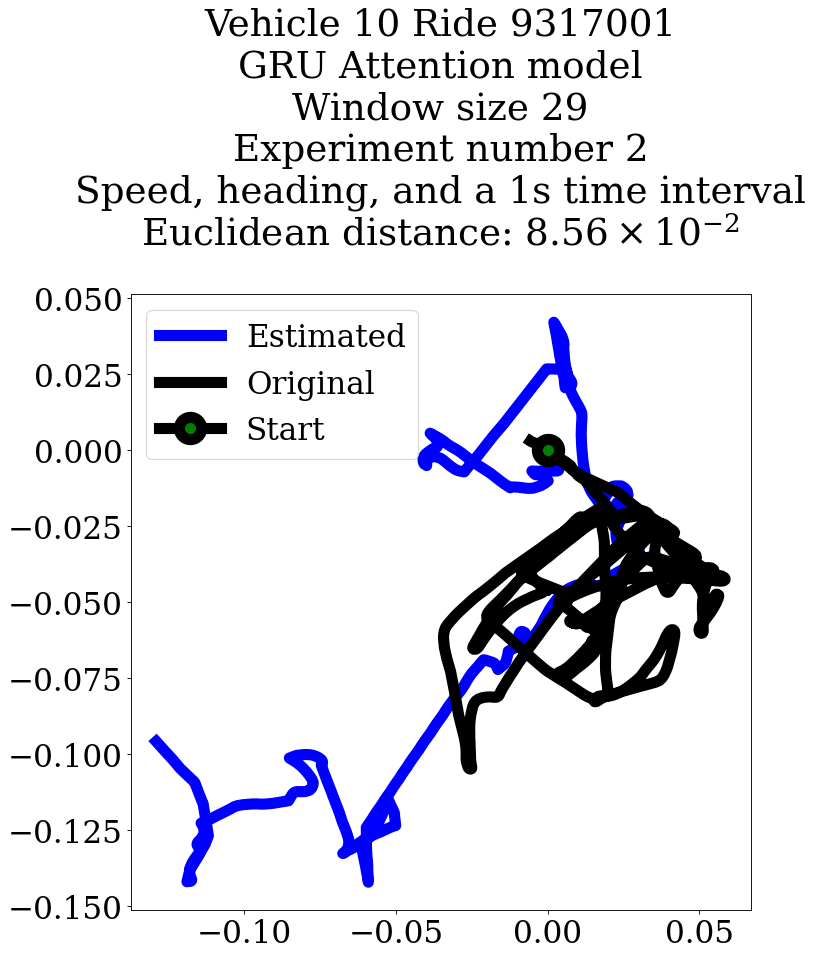 Vehicle 10 Ride 9317001
GRU Attention model
Window size 29
Experiment number 2
Speed, heading, and a 1s time interval
Euclidean distance: 8.56 × 10⁻²
Estimated
Original
Start
0.050
0.025
0.000
−0.025
−0.050
−0.075
−0.100
−0.125
−0.150
−0.10 −0.05 0.00 0.05